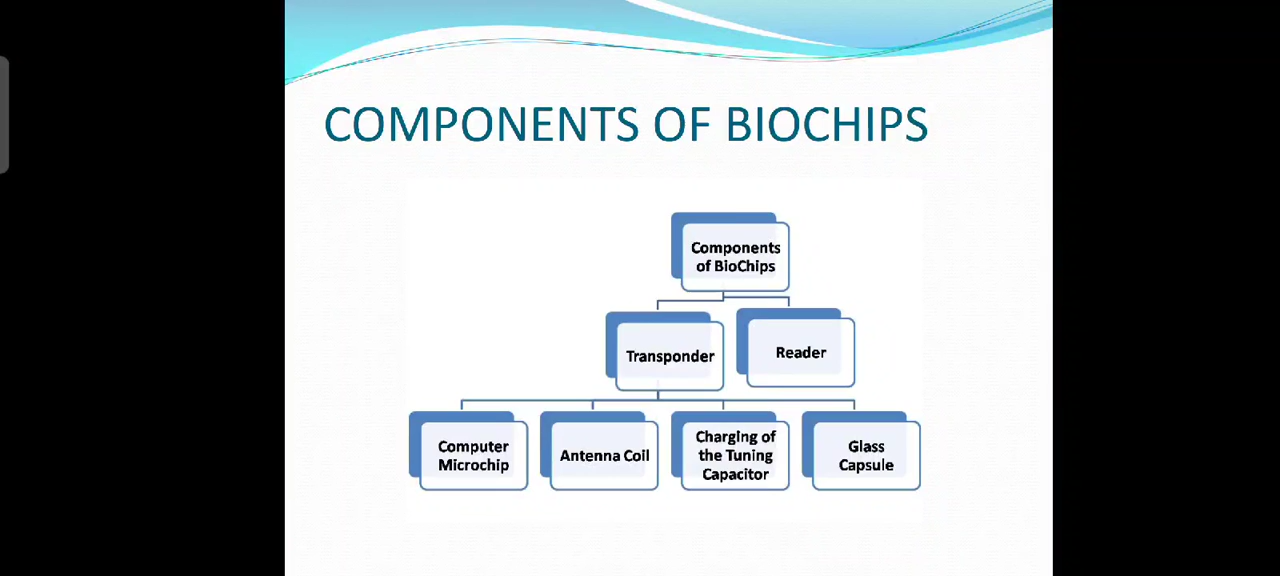 COMPONENTS OF BIOCHIPS
Components
of BioChips
Transponder
Reader
Computer
Microchip
Antenna Coil
Charging of
the Tuning
Capacitor
Glass
Capsule